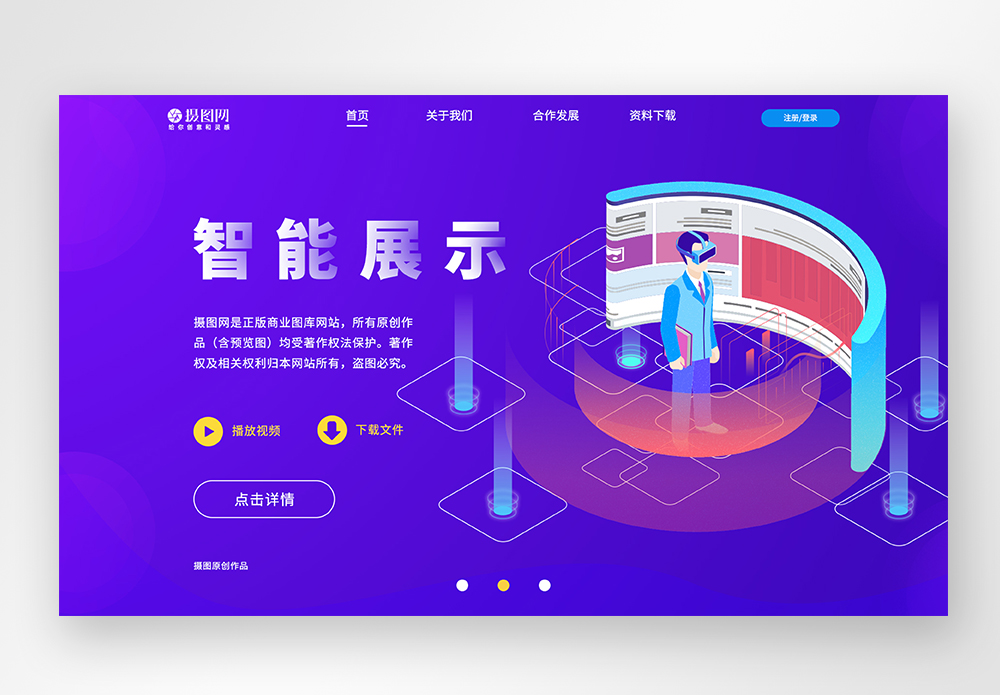 摄图网
给你创意和灵感
首页
关于我们
合作发展
资料下载
注册/登录
智能展示
摄图网是正版商业图库网站，所有原创作
品（含预览图）均受著作权法保护。著作
权及相关权利归本网站所有，盗图必究。
播放视频
下载文件
点击详情
摄图原创作品